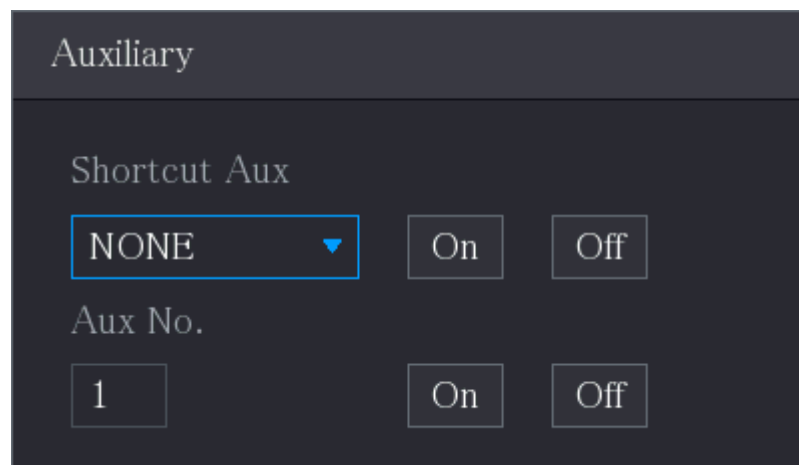 Auxiliary
Shortcut Aux
NONE On Off
Aux No.
1 On Off